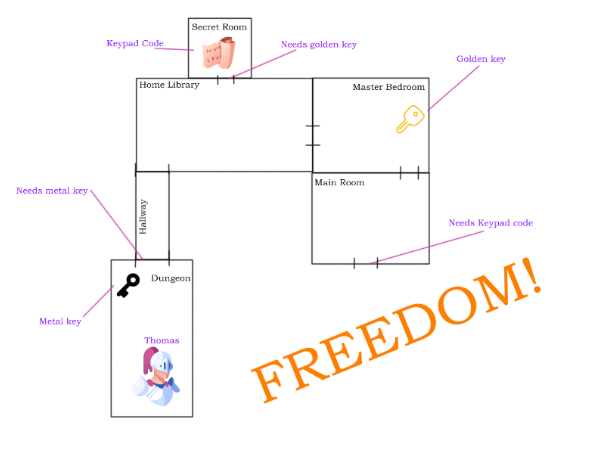 Secret Room
Keypad Code
Needs golden key
Golden key
Home Library
Master Bedroom
Main Room
Needs metal key
Hallway
Needs Keypad code
Dungeon
Metal key
Thomas
FREEDOM!